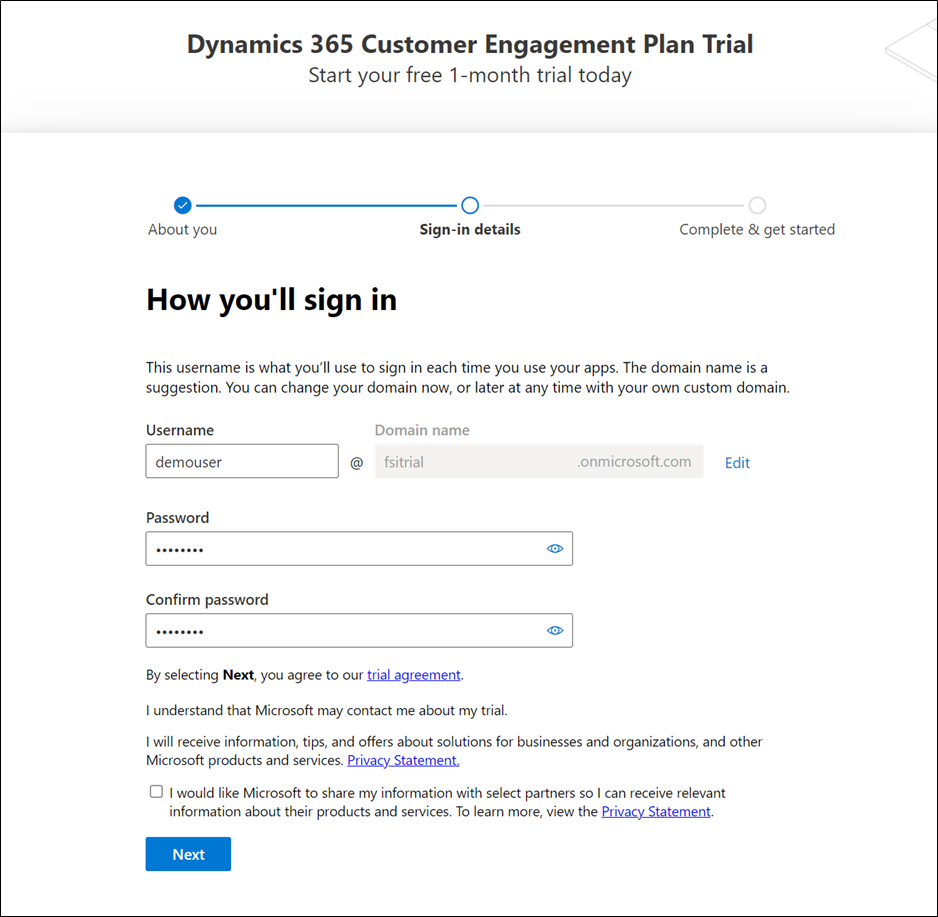 Dynamics 365 Customer Engagement Plan Trial
Start your free 1-month trial today
About you
Sign-in details
Complete & get started
How you'll sign in
This username is what you’ll use to sign in each time you use your apps. The domain name is a
suggestion. You can change your domain now, or later at any time with your own custom domain.
Username
Domain name
demouser
@
fsitrial
.onmicrosoft.com
Edit
Password
••••••••
Confirm password
••••••••
By selecting Next, you agree to our trial agreement.
I understand that Microsoft may contact me about my trial.
I will receive information, tips, and offers about solutions for businesses and organizations, and other
Microsoft products and services. Privacy Statement.
I would like Microsoft to share my information with select partners so I can receive relevant
information about their products and services. To learn more, view the Privacy Statement.
Next